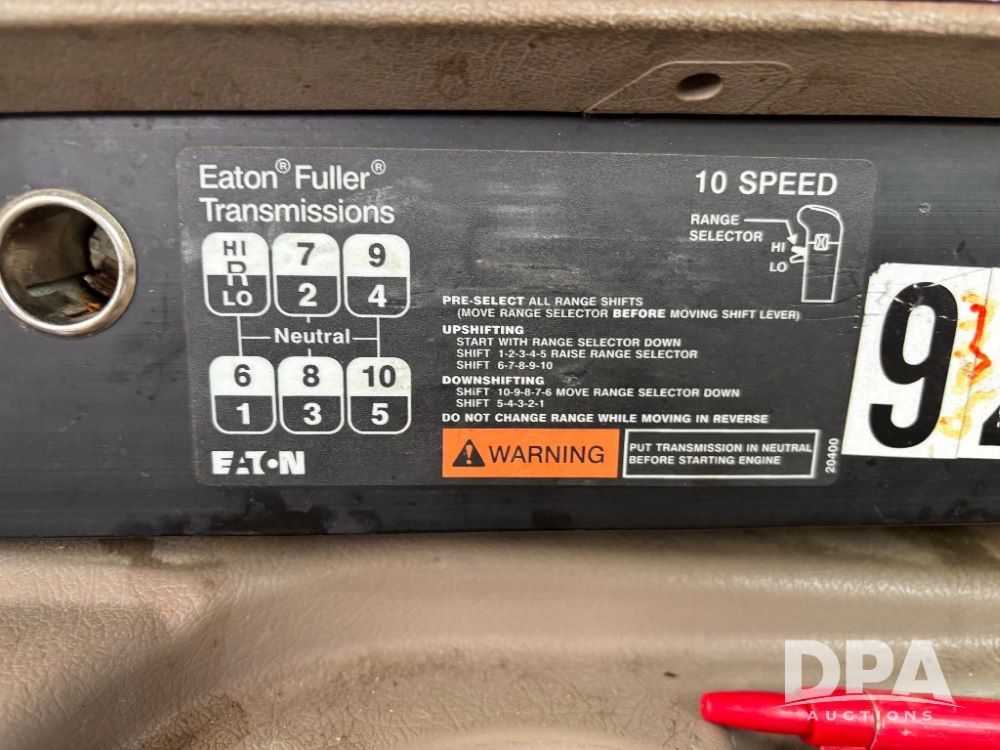 Eaton® Fuller®
Transmissions
10 SPEED
RANGE
SELECTOR
HI
LO
HI
R
LO
7
2
9
4
Neutral
6
1
8
3
10
5
EATON
PRE-SELECT ALL RANGE SHIFTS
(MOVE RANGE SELECTOR BEFORE MOVING SHIFT LEVER)
UPSHIFTING
START WITH RANGE SELECTOR DOWN
SHIFT 1-2-3-4-5 RAISE RANGE SELECTOR
SHIFT 6-7-8-9-10
DOWNSHIFTING
SHIFT 10-9-8-7-6 MOVE RANGE SELECTOR DOWN
SHIFT 5-4-3-2-1
DO NOT CHANGE RANGE WHILE MOVING IN REVERSE
WARNING
PUT TRANSMISSION IN NEUTRAL
BEFORE STARTING ENGINE
20400
9
DPA
AUCTIONS